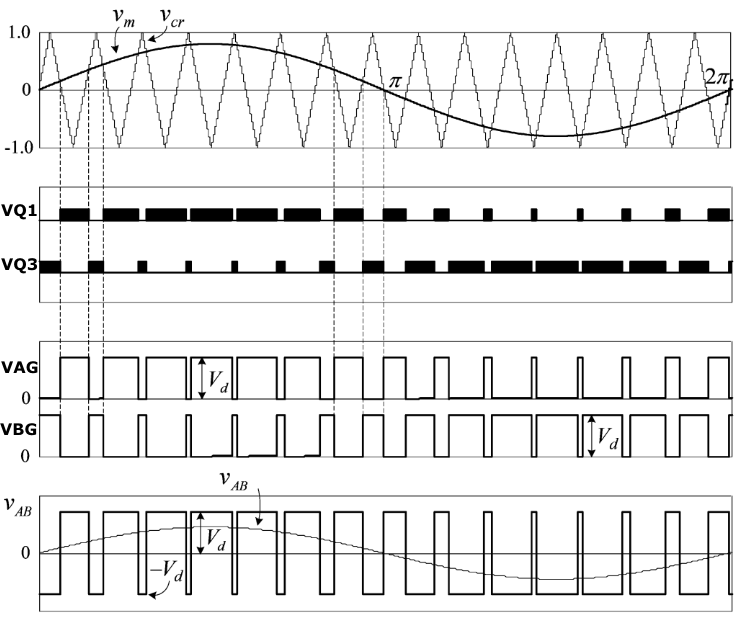 v_m v_cr
1.0
0
π
2π
-1.0
VQ1
VQ3
VAG
V_d
0
VBG
V_d
0
v_AB
v_AB
V_d
0
−V_d